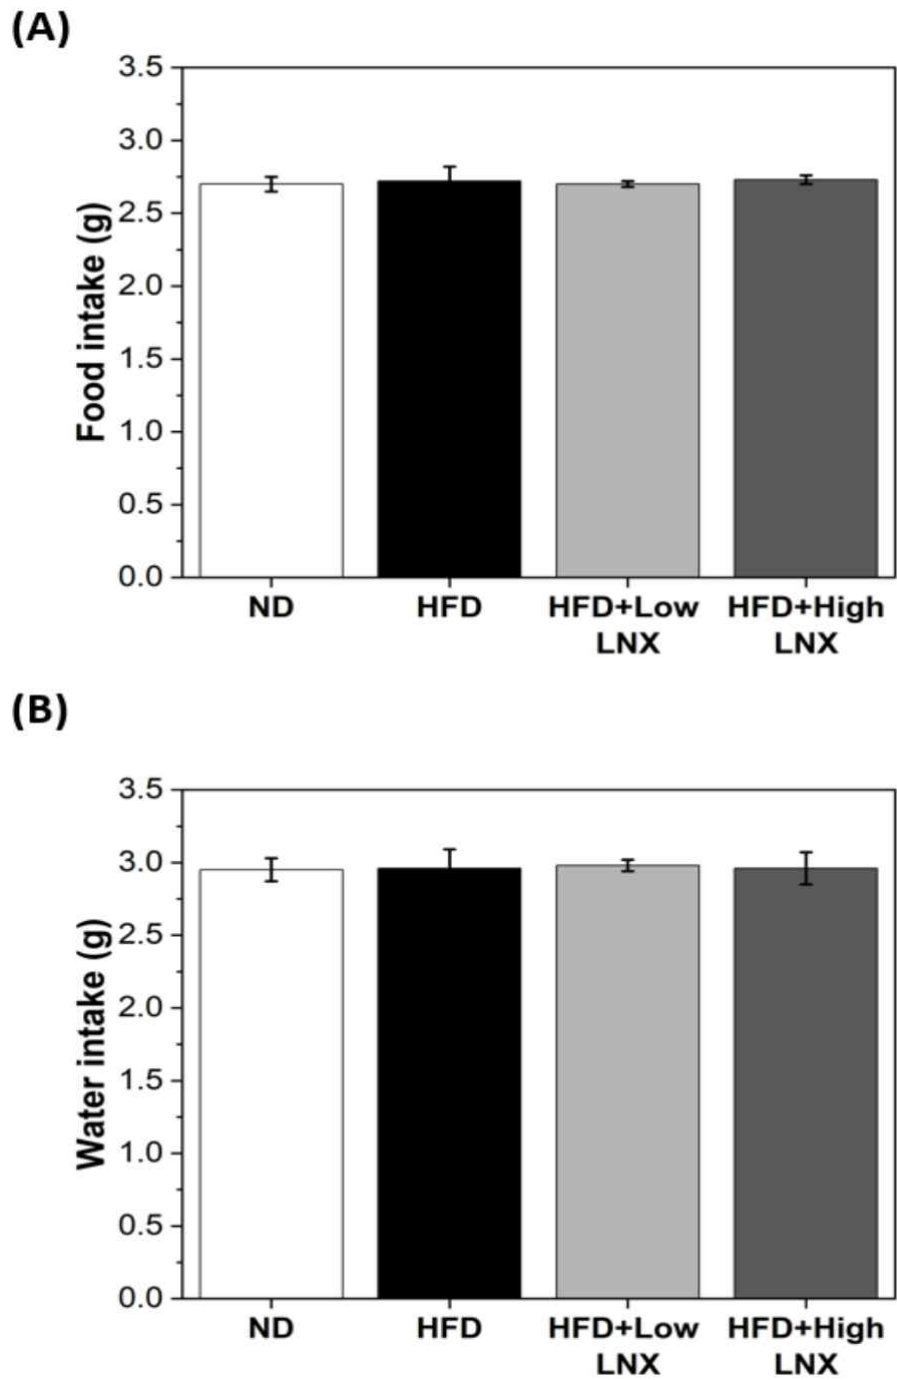 (A)
3.5
3.0
2.5
2.0
1.5
1.0
0.5
0.0
Food intake (g)
ND
HFD
HFD+Low
LNX
HFD+High
LNX
(B)
3.5
3.0
2.5
2.0
1.5
1.0
0.5
0.0
Water intake (g)
ND
HFD
HFD+Low
LNX
HFD+High
LNX